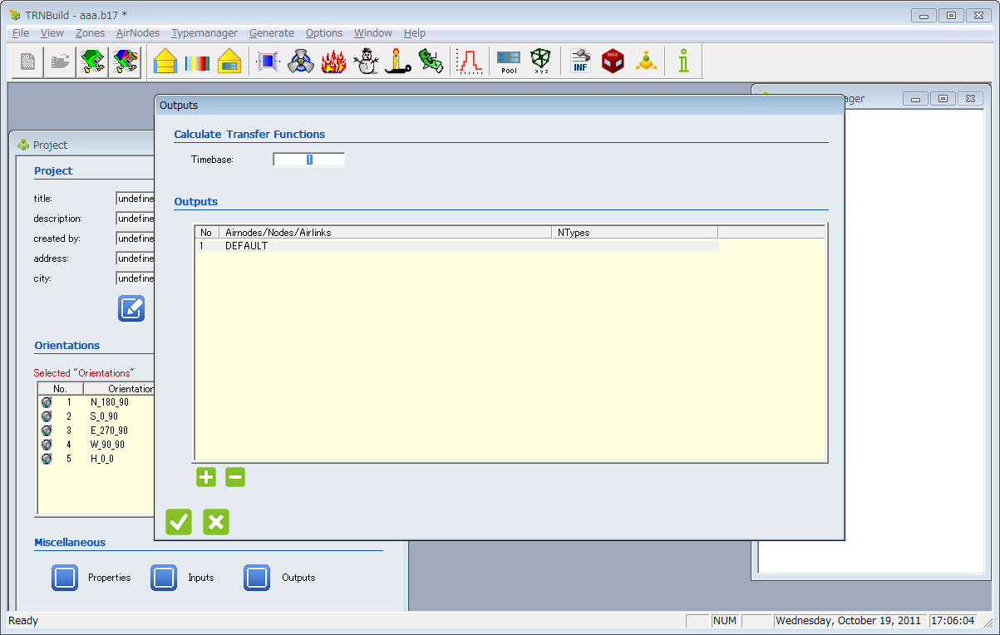 TRNBuild - aaa.b17 *
File View Zones AirNodes Typemanager Generate Options Window Help
Pool
x y z
INF
MAX
i
ager
Project
Project
title: undefine
description: undefine
created by: undefine
address: undefine
city: undefine
Orientations
Selected "Orientations"
No. Orientation
1 N_180_90
2 S_0_90
3 E_270_90
4 W_90_90
5 H_0_0
Miscellaneous
Properties Inputs Outputs
Outputs
Calculate Transfer Functions
Timebase: 1
Outputs
No Airnodes/Nodes/Airlinks NTypes
1 DEFAULT
Ready NUM Wednesday, October 19, 2011 17:06:04